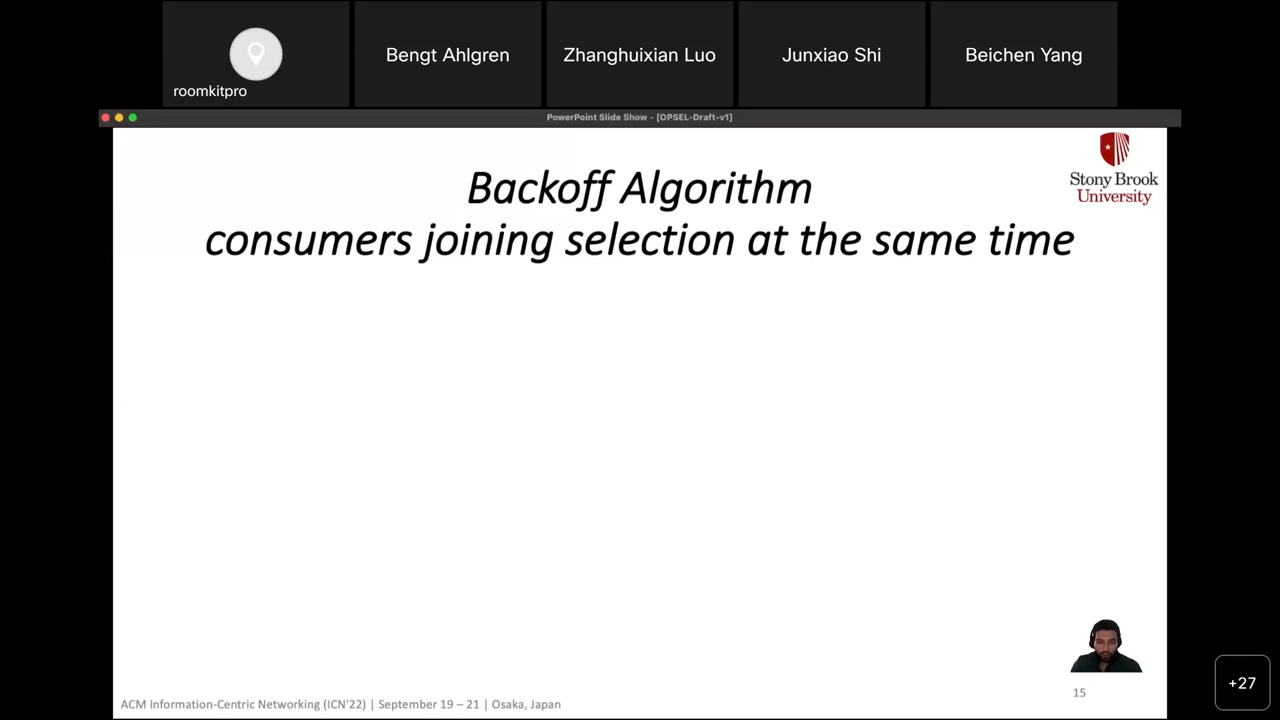 roomkitpro
Bengt Ahlgren
Zhanghuixian Luo
Junxiao Shi
Beichen Yang
PowerPoint Slide Show - [OPSEL-Draft-v1]
Stony Brook
University
Backoff Algorithm
consumers joining selection at the same time
ACM Information-Centric Networking (ICN'22) | September 19 – 21 | Osaka, Japan
15
+27